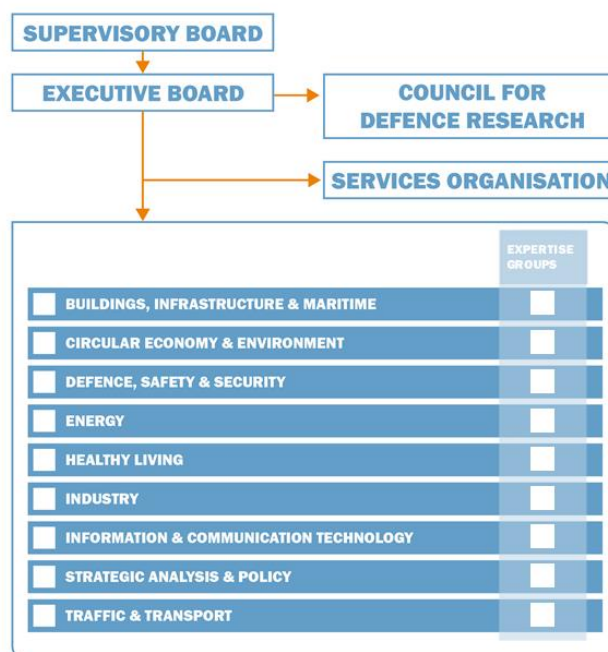 SUPERVISORY BOARD
EXECUTIVE BOARD
COUNCIL FOR
DEFENCE RESEARCH
SERVICES ORGANISATION
EXPERTISE
GROUPS
BUILDINGS, INFRASTRUCTURE & MARITIME
CIRCULAR ECONOMY & ENVIRONMENT
DEFENCE, SAFETY & SECURITY
ENERGY
HEALTHY LIVING
INDUSTRY
INFORMATION & COMMUNICATION TECHNOLOGY
STRATEGIC ANALYSIS & POLICY
TRAFFIC & TRANSPORT